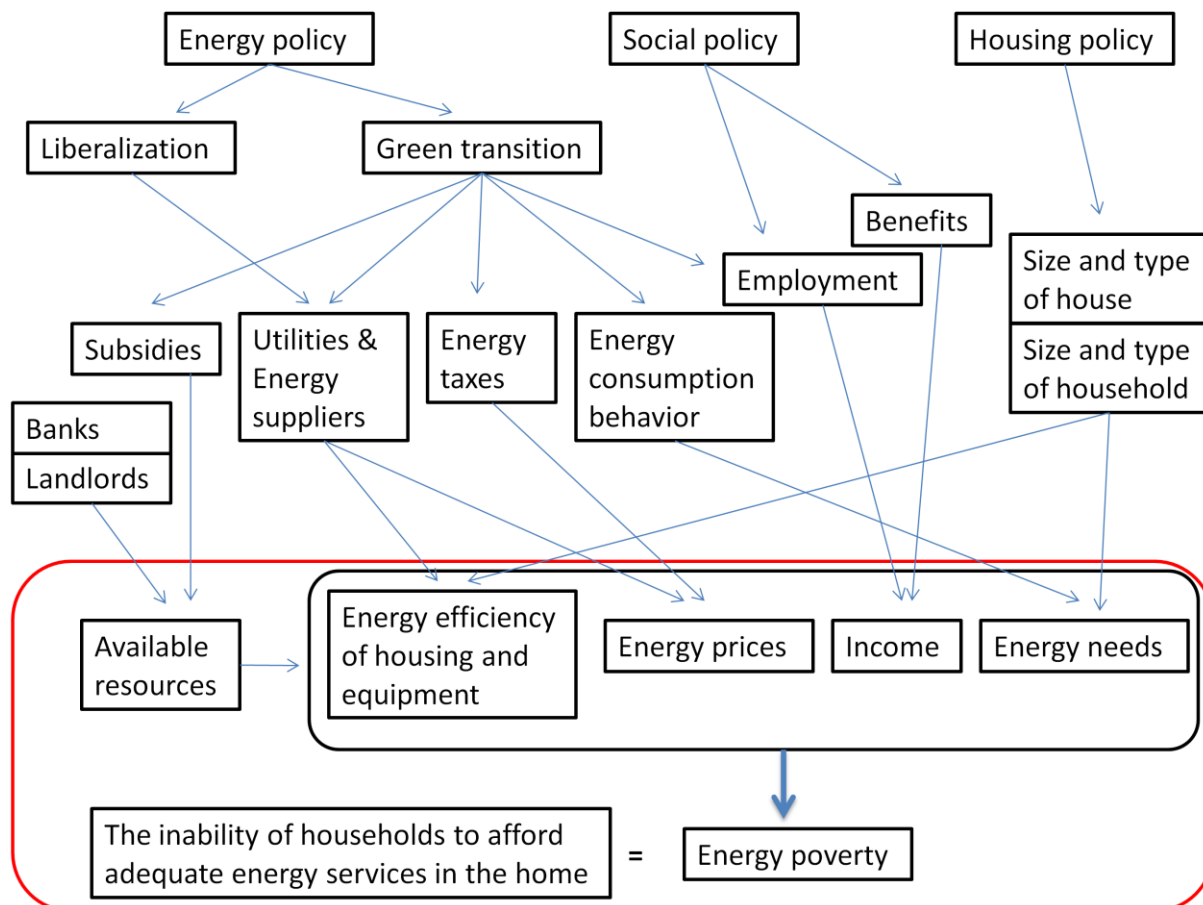 Energy policy
Social policy
Housing policy
Liberalization
Green transition
Benefits
Employment
Size and type
of house
Size and type
of household
Subsidies
Utilities &
Energy
suppliers
Energy
taxes
Energy
consumption
behavior
Banks
Landlords
Available
resources
Energy efficiency
of housing and
equipment
Energy prices
Income
Energy needs
The inability of households to afford
adequate energy services in the home
=
Energy poverty